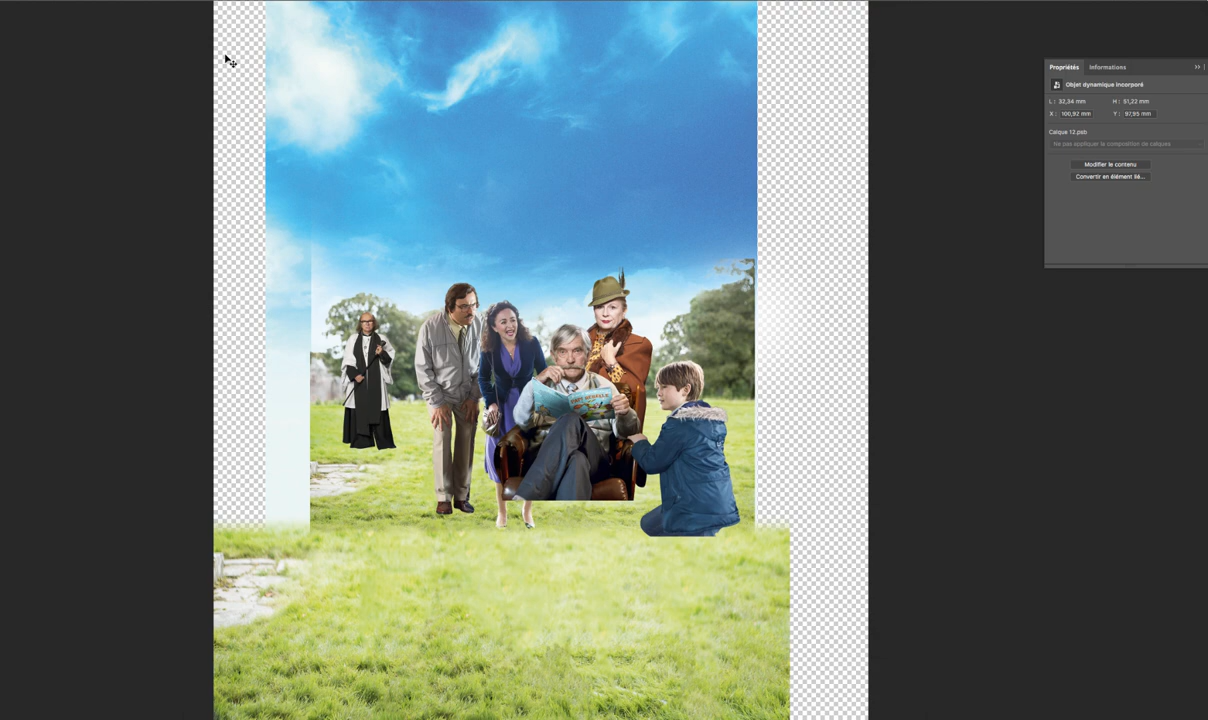 Propriétés Informations
Objet dynamique incorporé
L : 32,34 mm H : 51,22 mm
X : 100,92 mm Y : 97,95 mm
Calque 12.psb
Ne pas appliquer la composition de calques
Modifier le contenu
Convertir en élément lié...